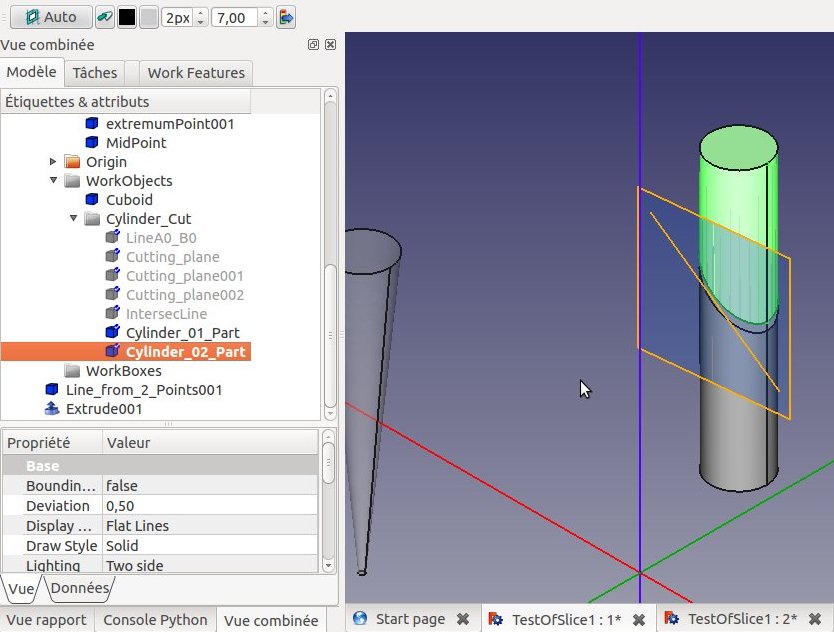 Auto 2px 7,00
Vue combinée
Modèle Tâches Work Features
Étiquettes & attributs
extremumPoint001
MidPoint
Origin
WorkObjects
Cuboid
Cylinder_Cut
LineA0_B0
Cutting_plane
Cutting_plane001
Cutting_plane002
IntersecLine
Cylinder_01_Part
Cylinder_02_Part
WorkBoxes
Line_from_2_Points001
Extrude001
Propriété Valeur
Base
Boundin... false
Deviation 0,50
Display ... Flat Lines
Draw Style Solid
Lighting Two side
Vue Données
Vue rapport Console Python Vue combinée
Start page TestOfSlice1 : 1* TestOfSlice1 : 2*